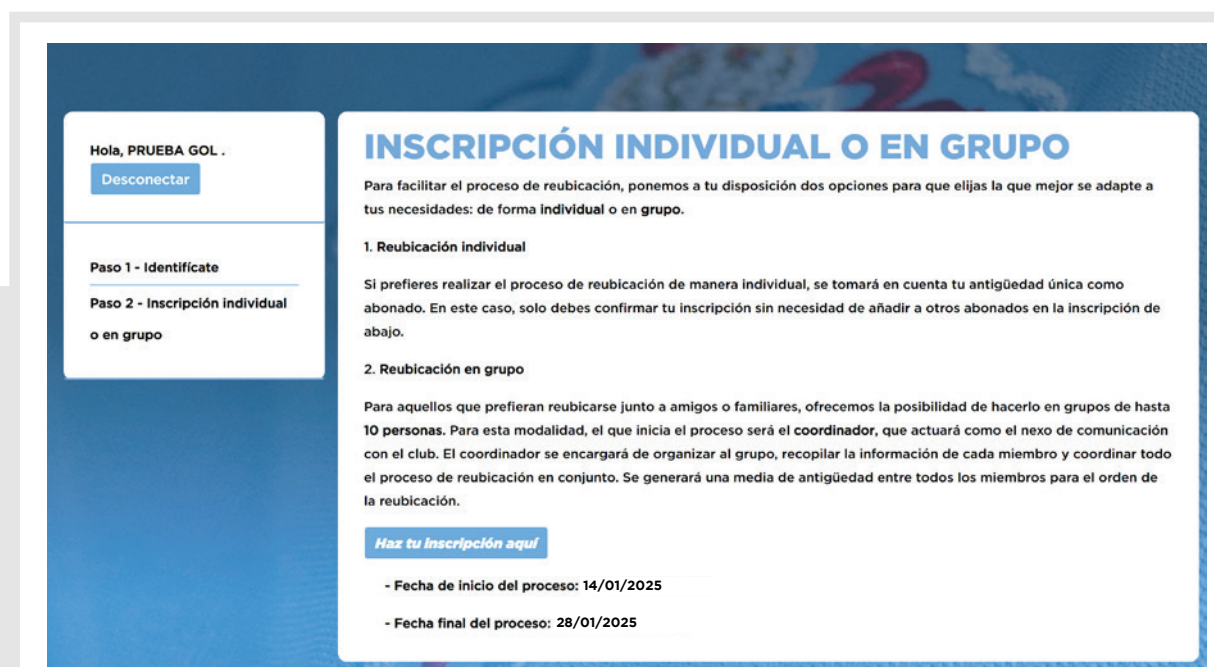 Hola, PRUEBA GOL .
Desconectar
Paso 1 - Identifícate
Paso 2 - Inscripción individual
o en grupo
INSCRIPCIÓN INDIVIDUAL O EN GRUPO
Para facilitar el proceso de reubicación, ponemos a tu disposición dos opciones para que elijas la que mejor se adapte a
tus necesidades: de forma individual o en grupo.
1. Reubicación individual
Si prefieres realizar el proceso de reubicación de manera individual, se tomará en cuenta tu antigüedad única como
abonado. En este caso, solo debes confirmar tu inscripción sin necesidad de añadir a otros abonados en la inscripción de
abajo.
2. Reubicación en grupo
Para aquellos que prefieran reubicarse junto a amigos o familiares, ofrecemos la posibilidad de hacerlo en grupos de hasta
10 personas. Para esta modalidad, el que inicia el proceso será el coordinador, que actuará como el nexo de comunicación
con el club. El coordinador se encargará de organizar al grupo, recopilar la información de cada miembro y coordinar todo
el proceso de reubicación en conjunto. Se generará una media de antigüedad entre todos los miembros para el orden de
la reubicación.
Haz tu inscripción aquí
- Fecha de inicio del proceso: 14/01/2025
- Fecha final del proceso: 28/01/2025